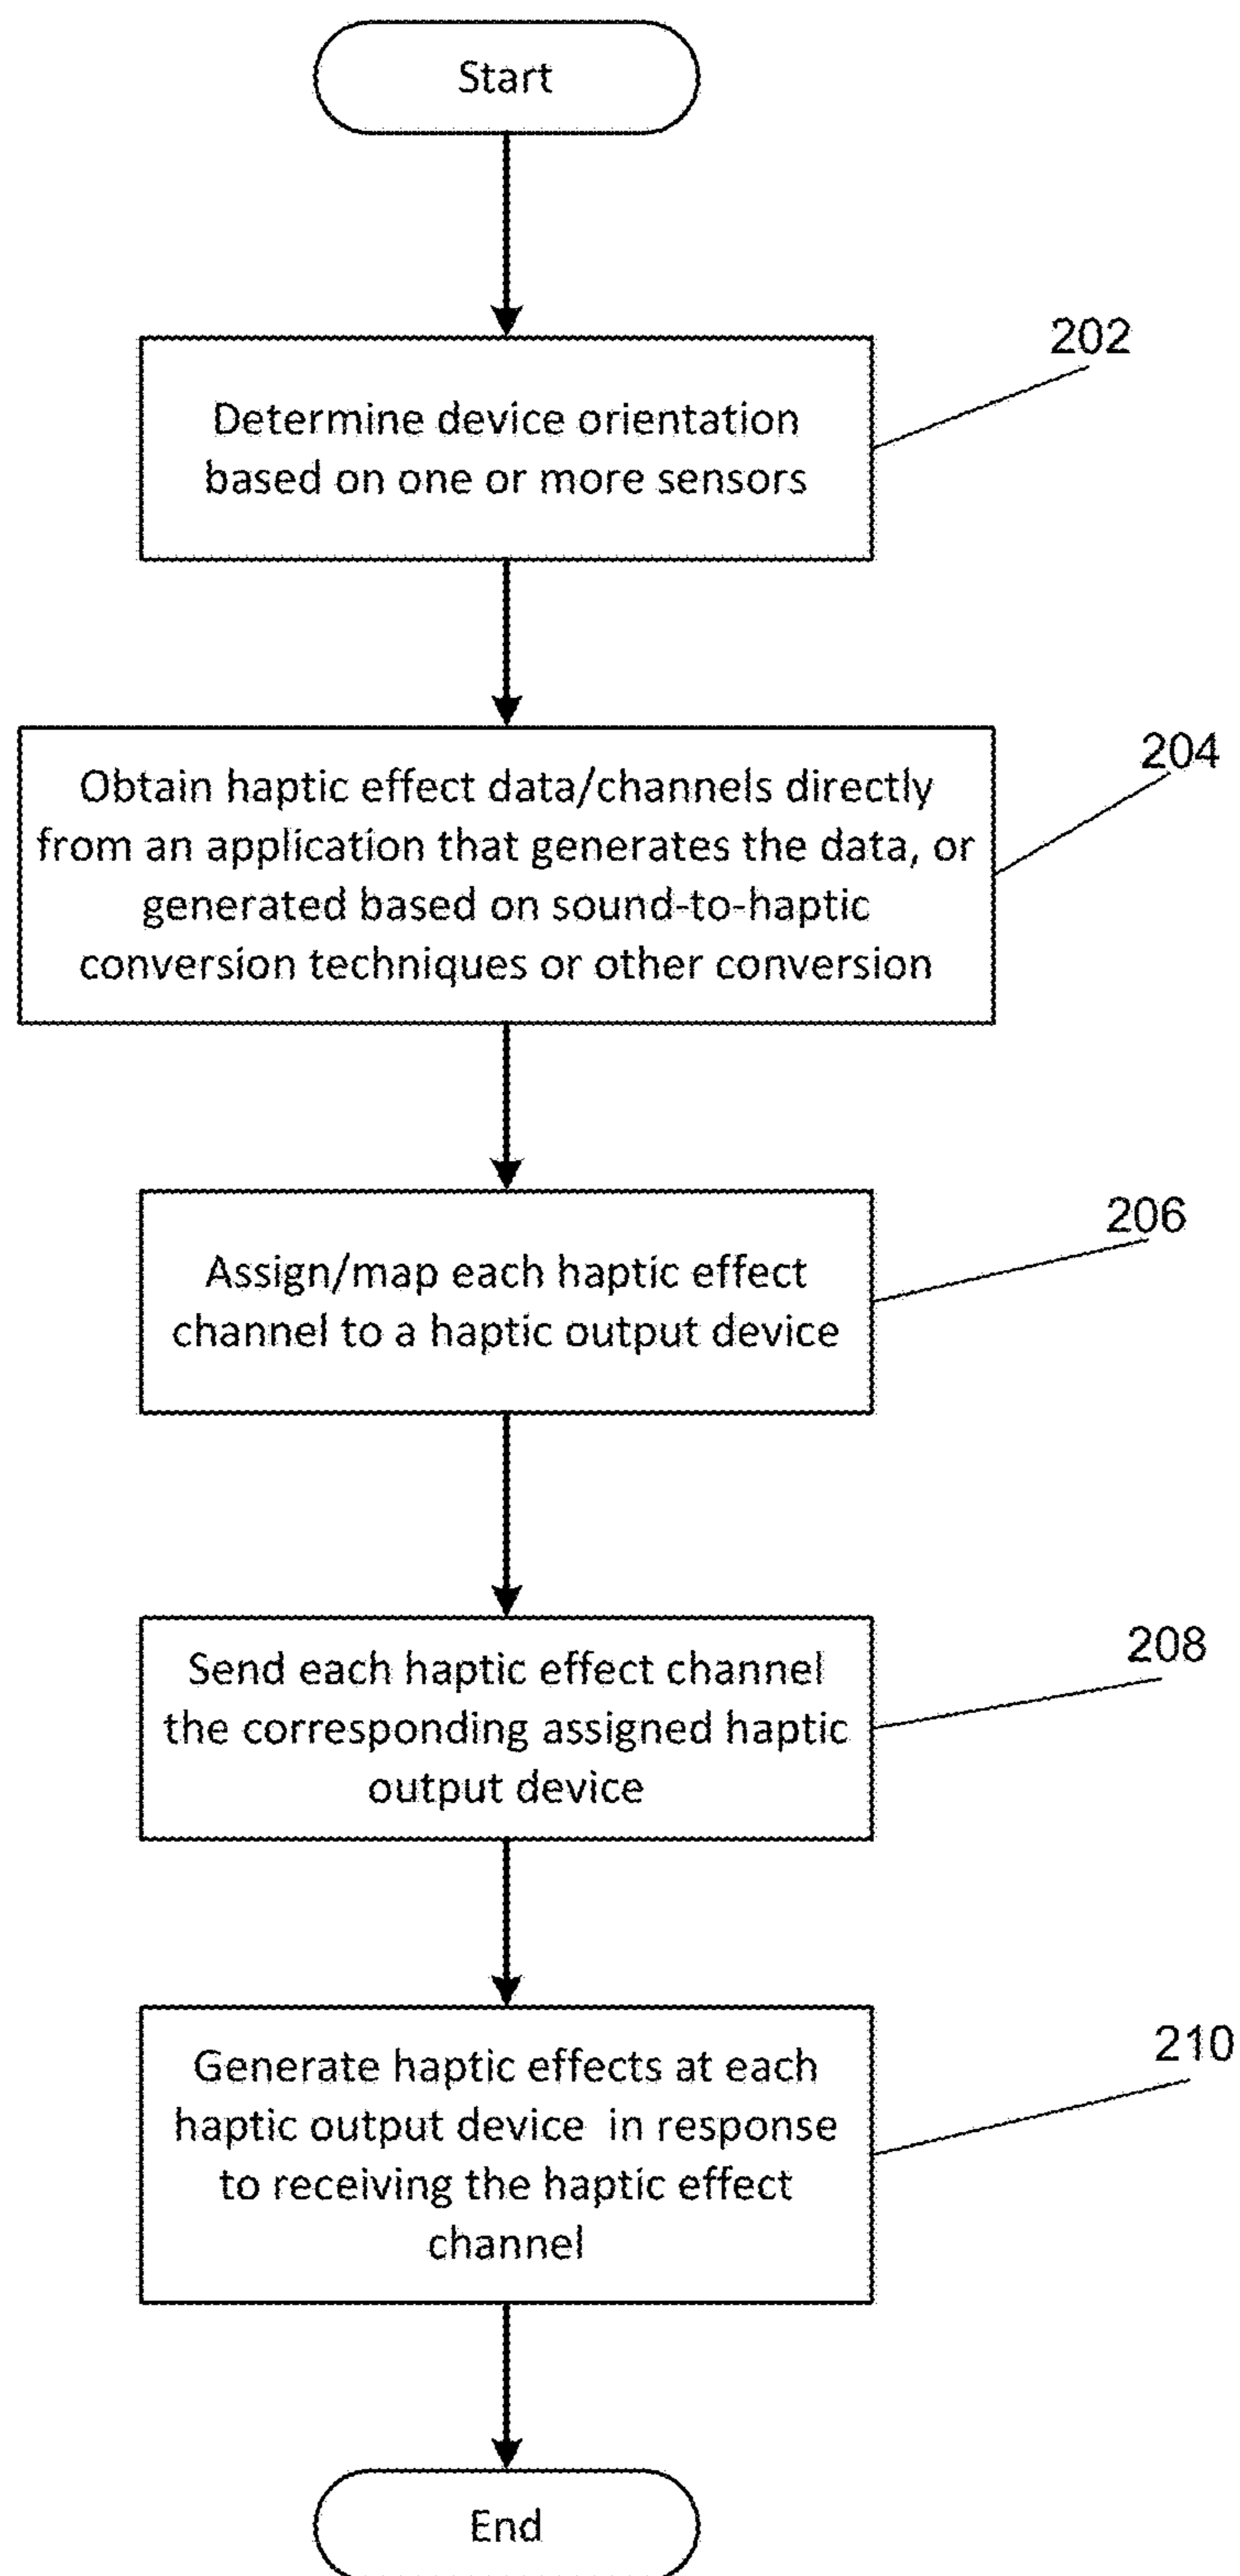 Start
202
Determine device orientation
based on one or more sensors
204
Obtain haptic effect data/channels directly
from an application that generates the data, or
generated based on sound-to-haptic
conversion techniques or other conversion
206
Assign/map each haptic effect
channel to a haptic output device
208
Send each haptic effect channel
the corresponding assigned haptic
output device
210
Generate haptic effects at each
haptic output device in response
to receiving the haptic effect
channel
End